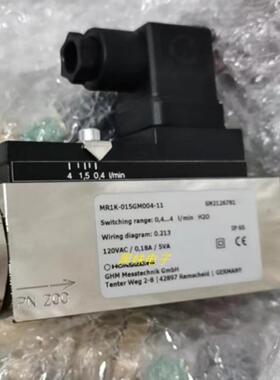 4 1,5 0,4 l/min
MR1K-015GM004-11 GM2126781
Switching range: 0,4...4 l/min H2O
Wiring diagram: 0.213 IP 65
120VAC / 0,18A / 5VA
HONSBERG
GHM Messtechnik GmbH
Tenter Weg 2-8 | 42897 Remscheid | GERMANY
PN 200